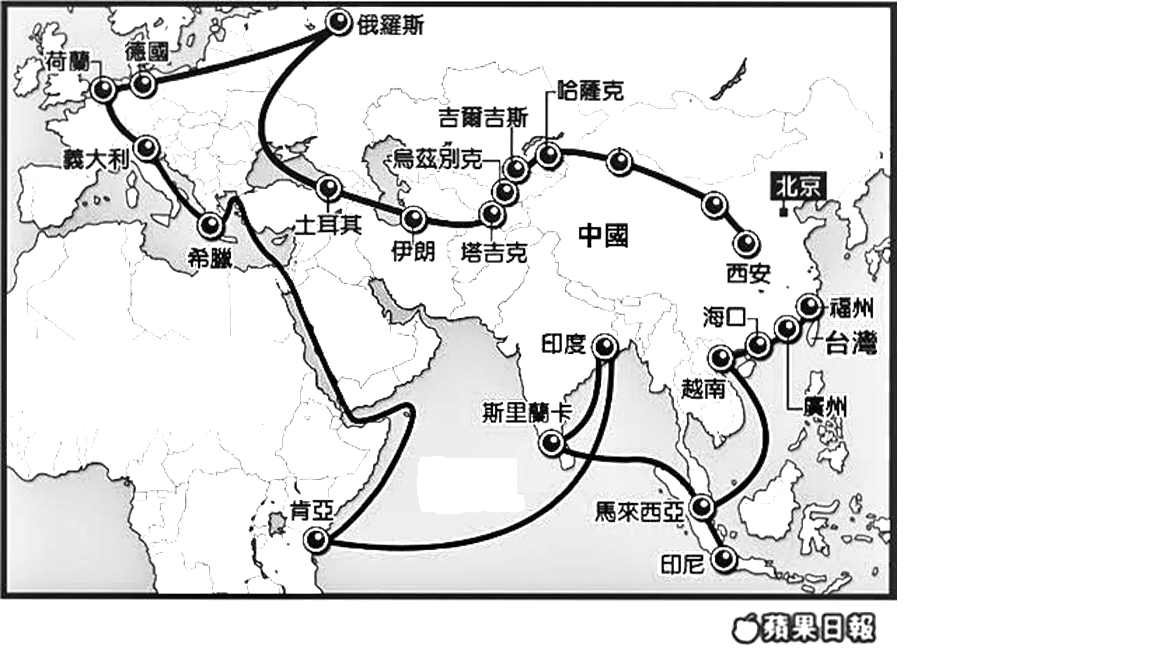 俄羅斯
德國
荷蘭
哈薩克
吉爾吉斯
烏茲別克
義大利
北京
土耳其
伊朗
塔吉克
中國
希臘
西安
福州
海口
台灣
印度
越南
廣州
斯里蘭卡
肯亞
馬來西亞
印尼
蘋果日報